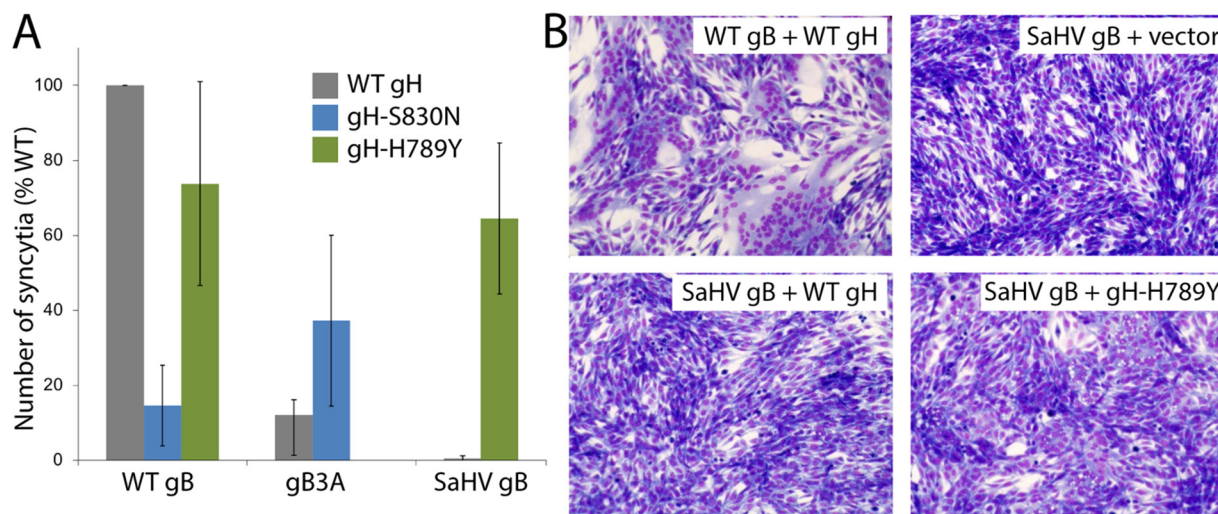 A
Number of syncytia (% WT)
100
80
60
40
20
0
WT gH
gH-S830N
gH-H789Y
WT gB
gB3A
SaHV gB
B
WT gB + WT gH
SaHV gB + vector
SaHV gB + WT gH
SaHV gB + gH-H789Y